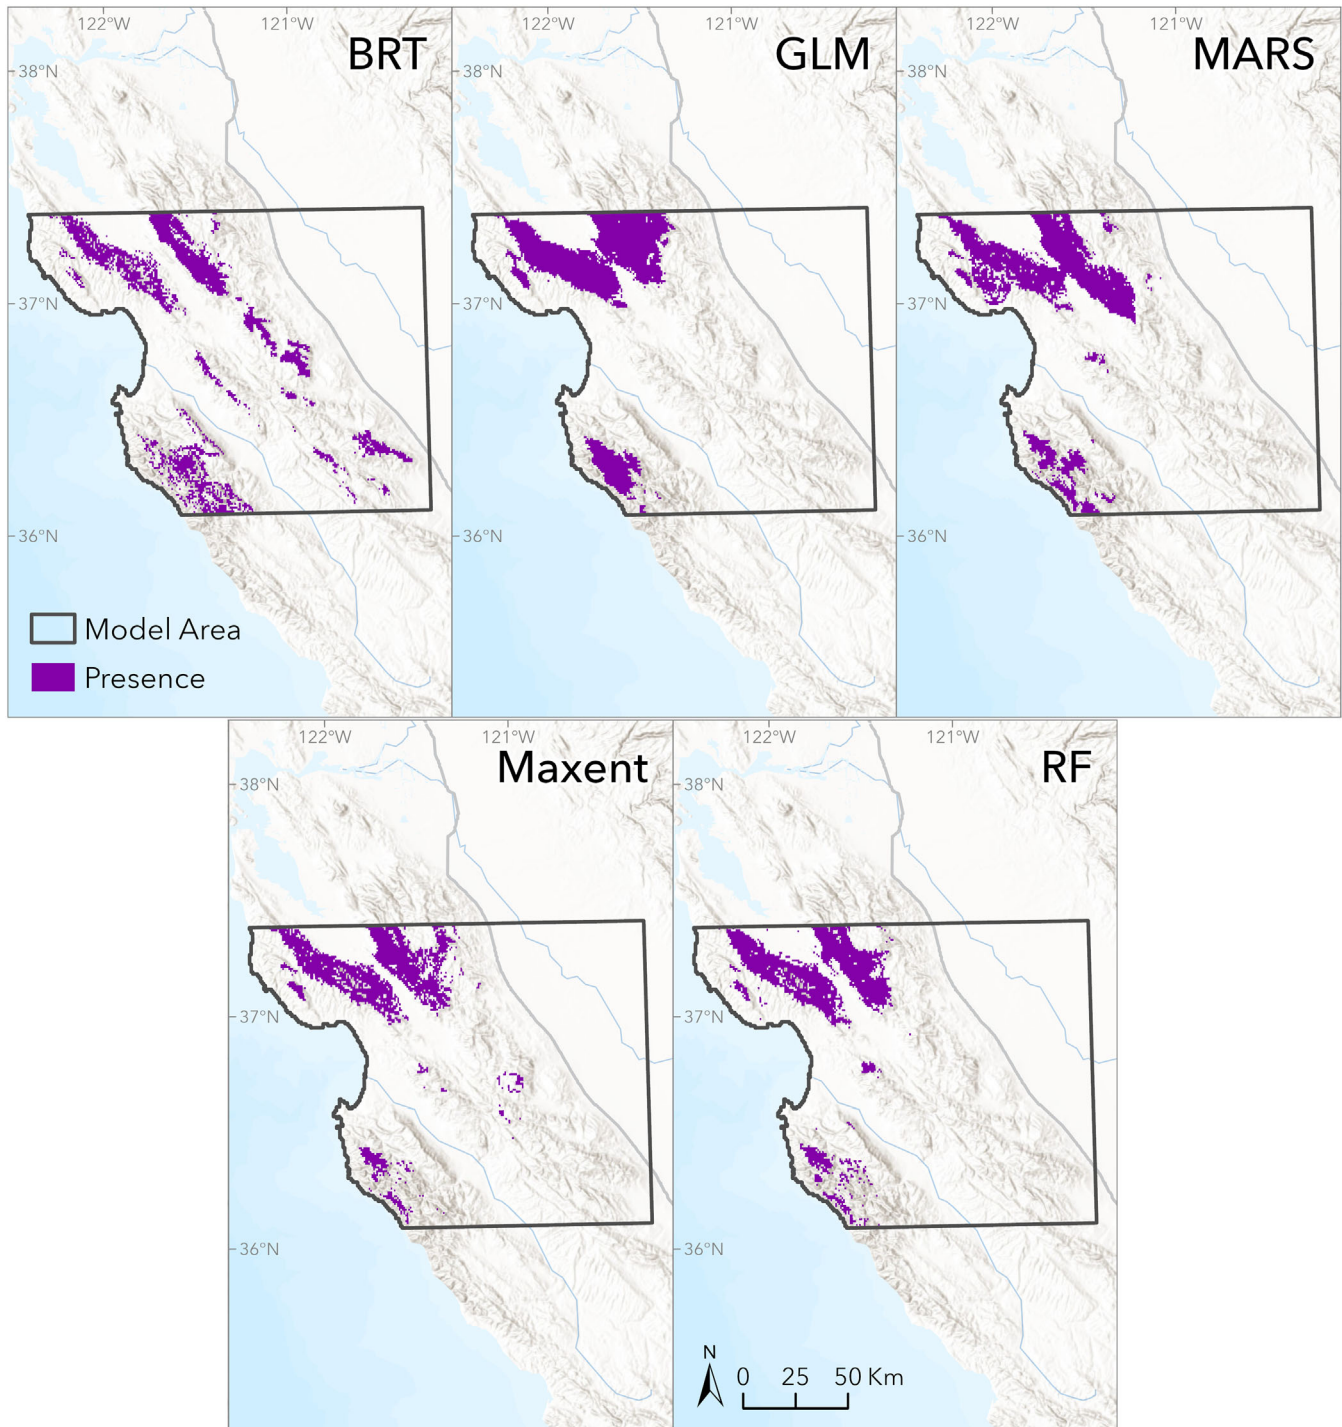 122°W 121°W 122°W 121°W 122°W 121°W
BRT GLM MARS
38°N 38°N 38°N
37°N 37°N 37°N
36°N 36°N 36°N
Model Area
Presence
122°W 121°W 122°W 121°W
Maxent RF
38°N 38°N
37°N 37°N
36°N 36°N
N
0 25 50 Km